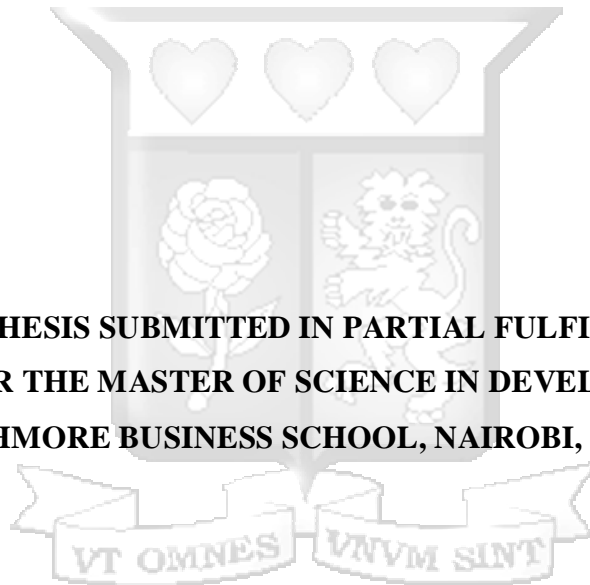 HESIS SUBMITTED IN PARTIAL FULFI
R THE MASTER OF SCIENCE IN DEVEL
HMORE BUSINESS SCHOOL, NAIROBI,
VT OMNES VNVM SINT